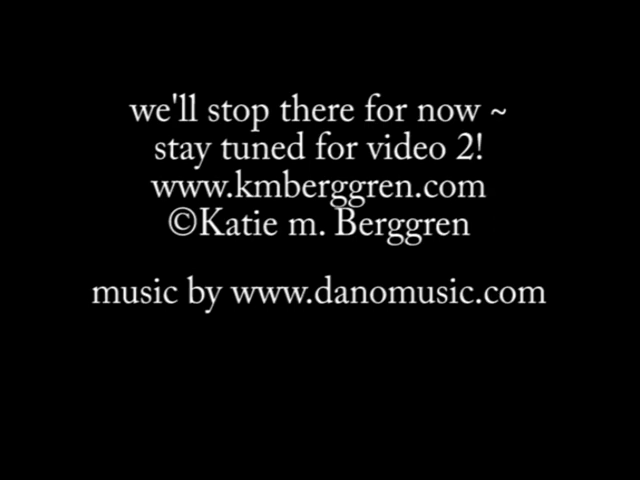 we'll stop there for now ~
stay tuned for video 2!
www.kmberggren.com
©Katie m. Berggren
music by www.danomusic.com